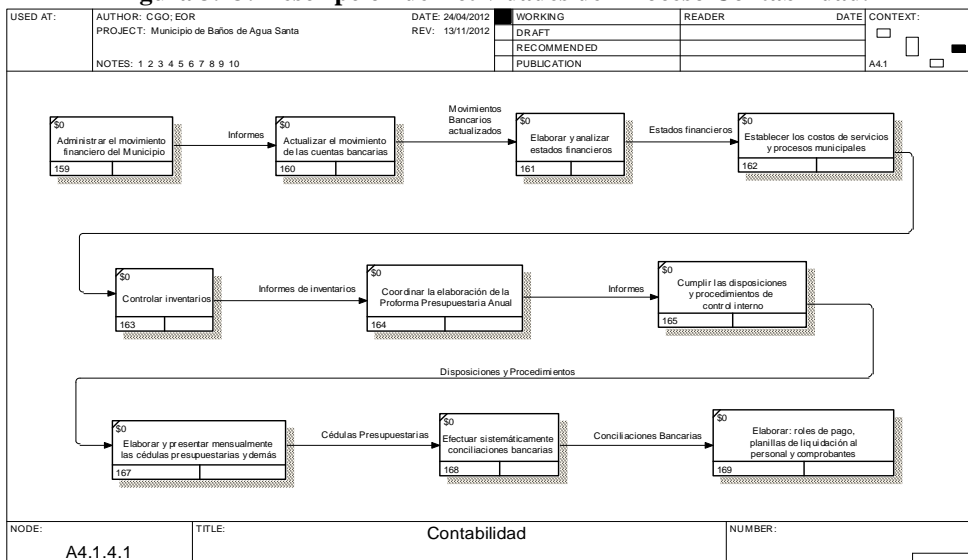 USED AT:
AUTHOR: CGO; EOR
DATE: 24/04/2012
WORKING
READER
DATE
CONTEXT:
PROJECT: Municipio de Baños de Agua Santa
REV: 13/11/2012
DRAFT
RECOMMENDED
NOTES: 1 2 3 4 5 6 7 8 9 10
PUBLICATION
A4.1
$0
Administrar el movimiento
financiero del Municipio
159
Informes
$0
Actualizar el movimiento
de las cuentas bancarias
160
Movimientos
Bancarios
actualizados
$0
Elaborar y analizar
estados financieros
161
Estados financieros
$0
Establecer los costos de servicios
y procesos municipales
162
$0
Controlar inventarios
163
Informes de inventarios
$0
Coordinar la elaboración de la
Proforma Presupuestaria Anual
164
Informes
$0
Cumplir las disposiciones
y procedimientos de
control interno
165
Disposiciones y Procedimientos
$0
Elaborar y presentar mensualmente
las cédulas presupuestarias y demás
167
Cédulas Presupuestarias
$0
Efectuar sistemáticamente
conciliaciones bancarias
168
Conciliaciones Bancarias
$0
Elaborar: roles de pago,
planillas de liquidación al
personal y comprobantes
169
NODE:
TITLE:
Contabilidad
NUMBER:
A4.1.4.1